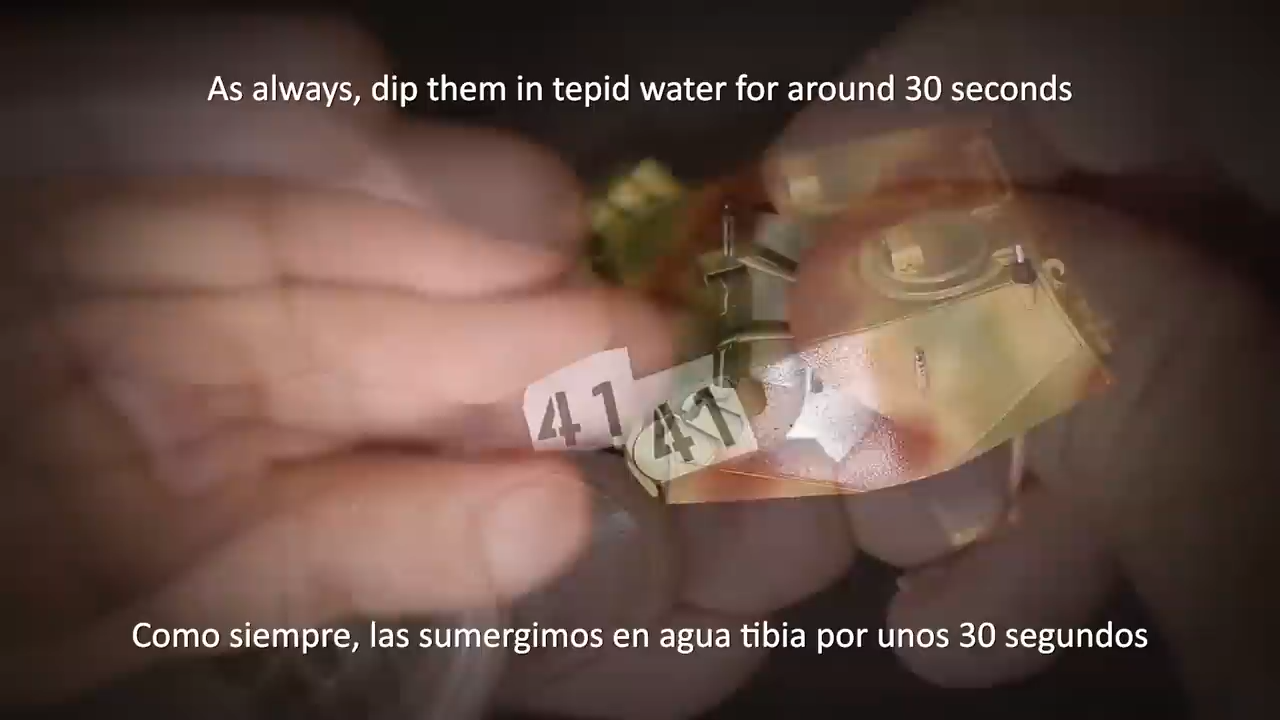 As always, dip them in tepid water for around 30 seconds
41
41
Como siempre, las sumergimos en agua tibia por unos 30 segundos